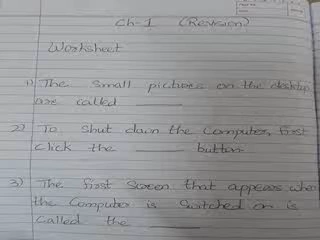 Ch-1 (Revision)
Worksheet
1) The small pictures on the desktop
are called ______
2) To Shut down the Computer, first
click the ______ button
3) The first Screen that appears when
the Computer is Switched on is
Called the ______